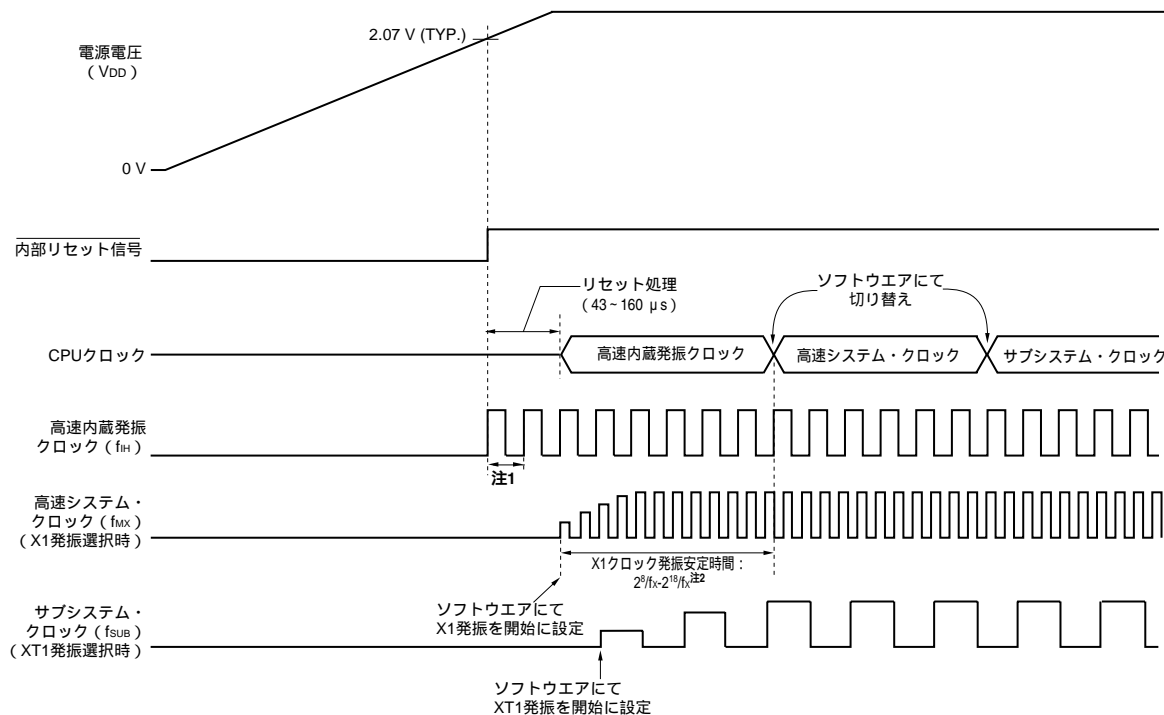 2.07 V (TYP.)
電源電圧
(VDD)
0 V
内部リセット信号
リセット処理
(43~160 μs)
ソフトウエアにて
切り替え
CPUクロック
高速内蔵発振クロック
高速システム・クロック
サブシステム・クロック
高速内蔵発振
クロック(fIH)
注1
高速システム・
クロック(fMX)
(X1発振選択時)
X1クロック発振安定時間:
2⁸/fX-2¹⁸/fX注2
ソフトウエアにて
X1発振を開始に設定
サブシステム・
クロック(fSUB)
(XT1発振選択時)
ソフトウエアにて
XT1発振を開始に設定